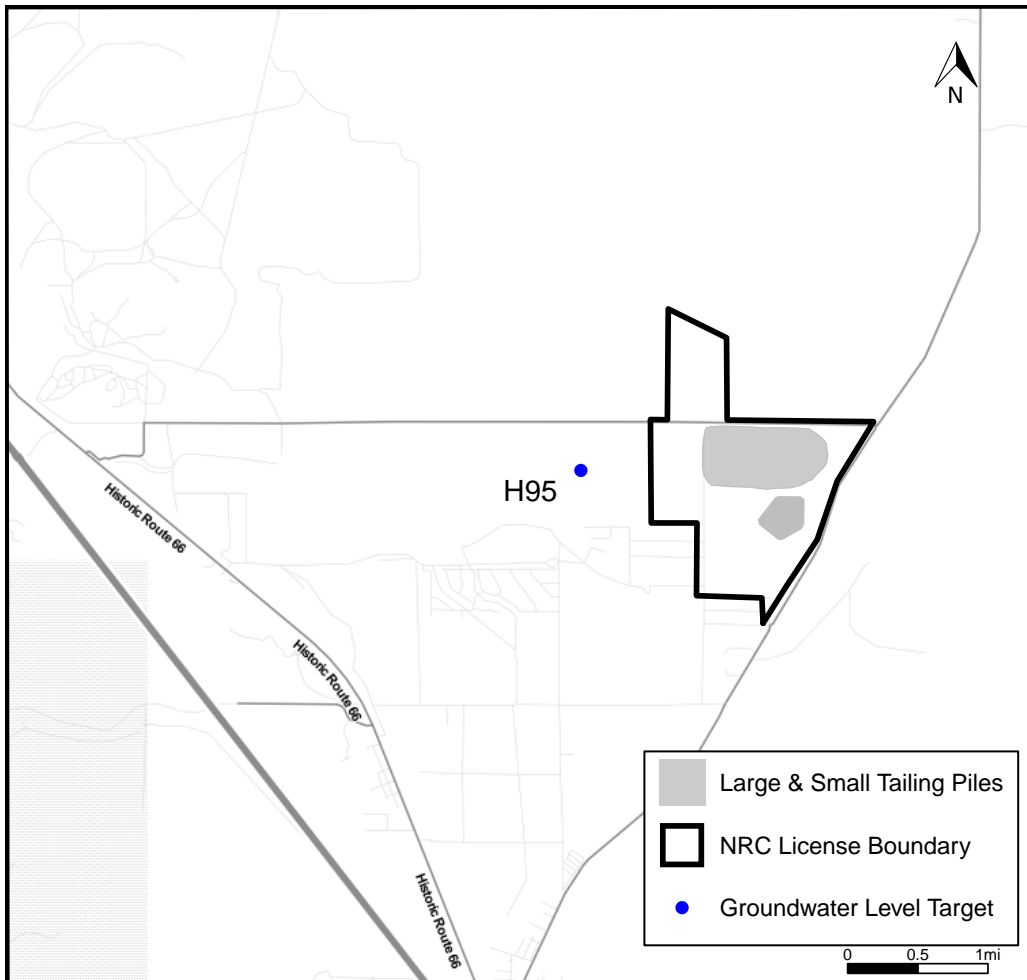 N
H95
Historic Route 66
Historic Route 66
Historic Route 66
Large & Small Tailing Piles
NRC License Boundary
Groundwater Level Target
0 0.5 1mi